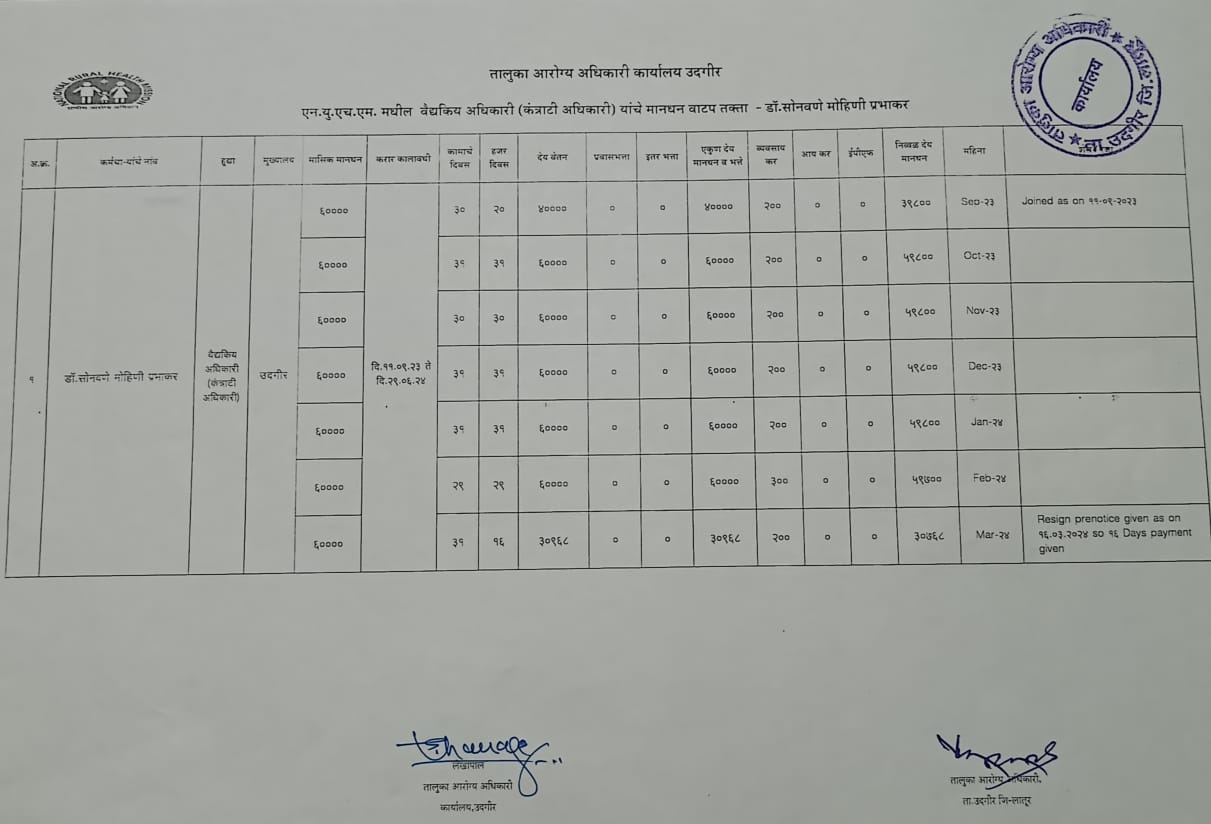 NATIONAL RURAL HEALTH MISSION
तालुका आरोग्य अधिकारी ★ ता.उदगीर जि.लातूर ★
कार्यालय
तालुका आरोग्य अधिकारी कार्यालय उदगीर
एन.यु.एच.एम. मधील वैद्यकिय अधिकारी (कंत्राटी अधिकारी) यांचे मानधन वाटप तक्ता - डॉ.सोनवणे मोहिणी प्रभाकर
अ.क्र. कर्मचा-यांचे नांव हुद्या मुख्यालय मासिक मानधन करार कालावधी कामाचे दिवस हजर दिवस देय वेतन प्रवासभत्ता इतर भत्ता एकुण देय मानधन व भत्ते व्यवसाय कर आय कर ईपीएफ निव्वळ देय मानधन महिना
१ डॉ.सोनवणे मोहिणी प्रभाकर वैद्यकिय अधिकारी (कंत्राटी अधिकारी) उदगीर दि.११.०९.२३ ते दि.२९.०६.२४
६०००० ३० २० ४०००० ० ० ४०००० २०० ० ० ३९८०० Sep-२३ Joined as on ११-०९-२०२३
६०००० ३१ ३१ ६०००० ० ० ६०००० २०० ० ० ५९८०० Oct-२३
६०००० ३० ३० ६०००० ० ० ६०००० २०० ० ० ५९८०० Nov-२३
६०००० ३१ ३१ ६०००० ० ० ६०००० २०० ० ० ५९८०० Dec-२३
६०००० ३१ ३१ ६०००० ० ० ६०००० २०० ० ० ५९८०० Jan-२४
६०००० २९ २९ ६०००० ० ० ६०००० ३०० ० ० ५९७०० Feb-२४
६०००० ३१ १६ ३०९६८ ० ० ३०९६८ २०० ० ० ३०७६८ Mar-२४ Resign prenotice given as on
१६.०३.२०२४ so १६ Days payment
given
लेखापाल
तालुका आरोग्य अधिकारी
कार्यालय,उदगीर
तालुका आरोग्य अधिकारी,
ता.उदगीर जि-लातूर